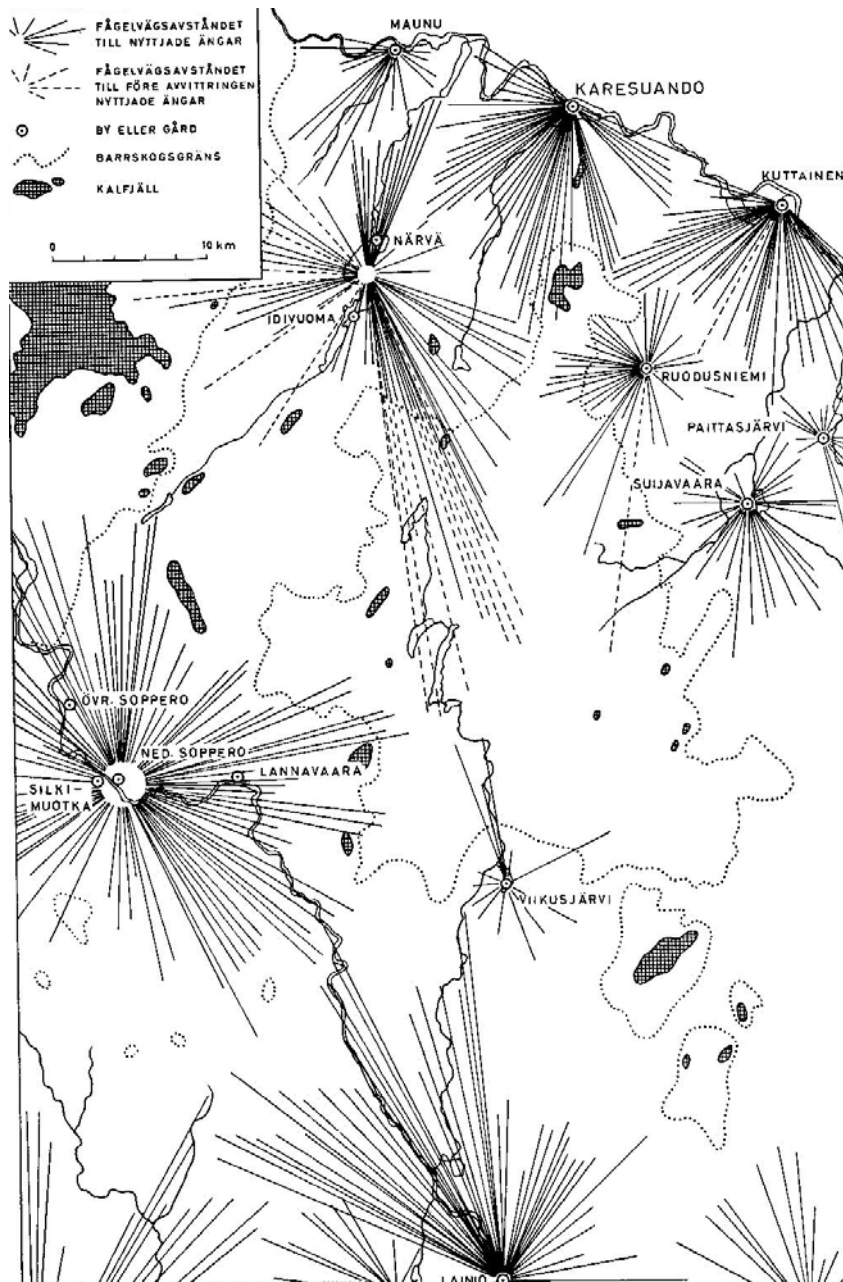 FÅGELVÄGSAVSTÅNDET
TILL NYTTJADE ÄNGAR
FÅGELVÄGSAVSTÅNDET
TILL FÖRE AVVITTRINGEN
NYTTJADE ÄNGAR
BY ELLER GÅRD
BARRSKOGSGRÄNS
KALFJÄLL
0 10 km
MAUNU
KARESUANDO
KUTTAINEN
NÄRVÄ
IDIVUOMA
RUODUSNIEMI
PAITTASJÄRVI
SUIJAVAARA
ÖVR. SOPPERO
NED. SOPPERO
LANNAVAARA
SILKI-
MUOTKA
VIIKUSJÄRVI
LAINIO